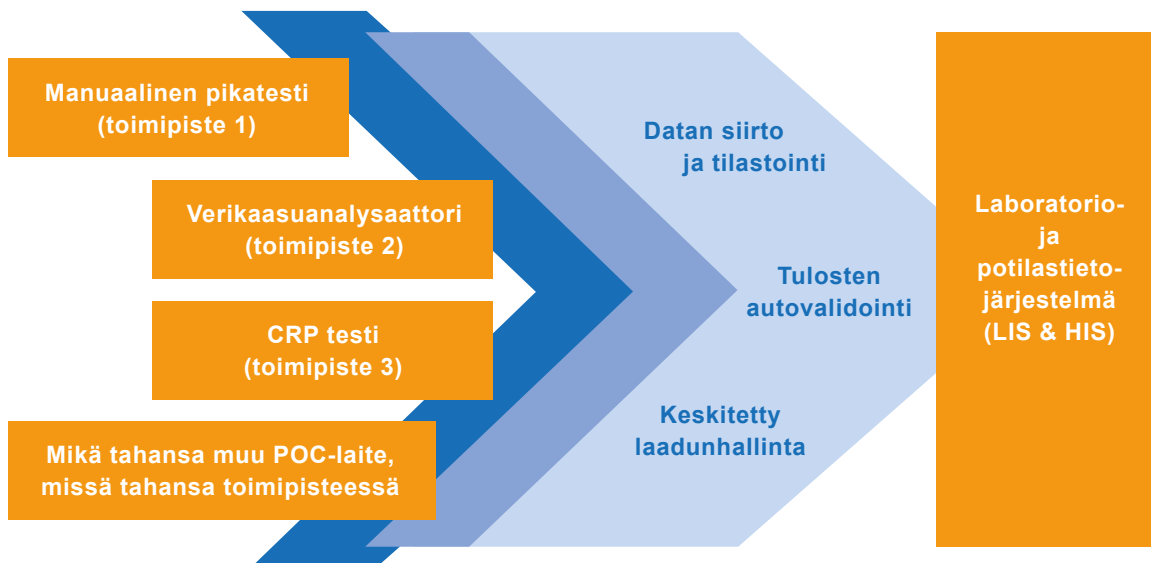 Manuaalinen pikatesti
(toimipiste 1)
Verikaasuanalysaattori
(toimipiste 2)
CRP testi
(toimipiste 3)
Mikä tahansa muu POC-laite,
missä tahansa toimipisteessä
Datan siirto
ja tilastointi
Tulosten
autovalidointi
Keskitetty
laadunhallinta
Laboratorio-
ja
potilastieto-
järjestelmä
(LIS & HIS)